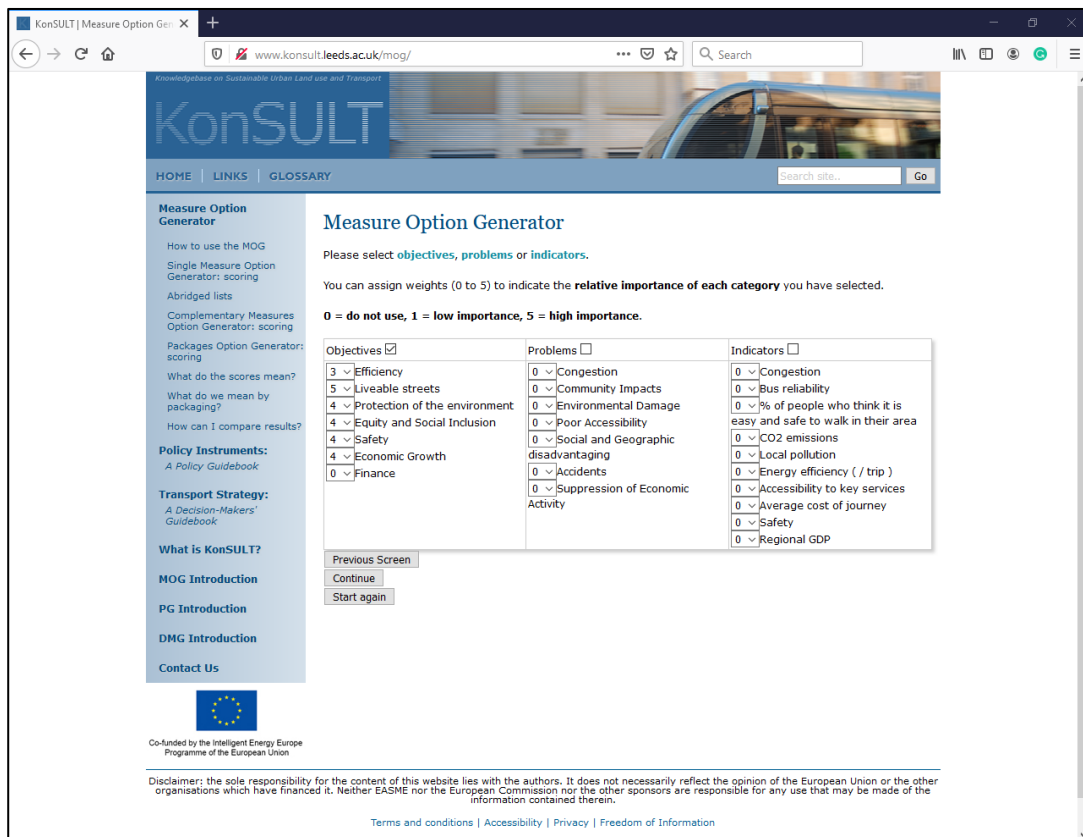 KonSULT | Measure Option Gen
www.konsult.leeds.ac.uk/mog/
Search
Knowledgebase on Sustainable Urban Land use and Transport
KonSULT
HOME | LINKS | GLOSSARY
Search site..
Go
Measure Option
Generator
How to use the MOG
Single Measure Option
Generator: scoring
Abridged lists
Complementary Measures
Option Generator: scoring
Packages Option Generator:
scoring
What do the scores mean?
What do we mean by
packaging?
How can I compare results?
Policy Instruments:
A Policy Guidebook
Transport Strategy:
A Decision-Makers'
Guidebook
What is KonSULT?
MOG Introduction
PG Introduction
DMG Introduction
Contact Us
Co-funded by the Intelligent Energy Europe
Programme of the European Union
Measure Option Generator
Please select objectives, problems or indicators.
You can assign weights (0 to 5) to indicate the relative importance of each category you have selected.
0 = do not use, 1 = low importance, 5 = high importance.
Objectives
3 Efficiency
5 Liveable streets
4 Protection of the environment
4 Equity and Social Inclusion
4 Safety
4 Economic Growth
0 Finance
Problems
0 Congestion
0 Community Impacts
0 Environmental Damage
0 Poor Accessibility
0 Social and Geographic
disadvantaging
0 Accidents
0 Suppression of Economic
Activity
Indicators
0 Congestion
0 Bus reliability
0 % of people who think it is
easy and safe to walk in their area
0 CO2 emissions
0 Local pollution
0 Energy efficiency ( / trip )
0 Accessibility to key services
0 Average cost of journey
0 Safety
0 Regional GDP
Previous Screen
Continue
Start again
Disclaimer: the sole responsibility for the content of this website lies with the authors. It does not necessarily reflect the opinion of the European Union or the other
organisations which have financed it. Neither EASME nor the European Commission nor the other sponsors are responsible for any use that may be made of the
information contained therein.
Terms and conditions | Accessibility | Privacy | Freedom of Information